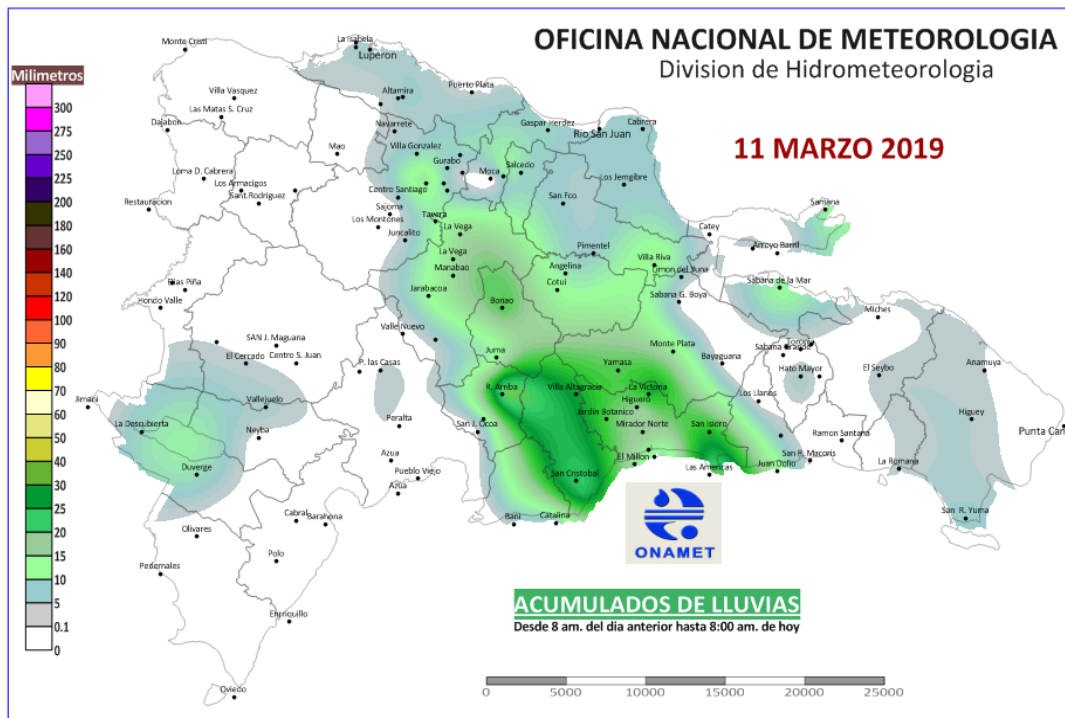 OFICINA NACIONAL DE METEOROLOGIA
Division de Hidrometeorologia
11 MARZO 2019
Milimetros
300
275
250
225
200
180
160
140
120
100
90
80
70
60
50
40
30
25
20
15
10
5
0.1
0
La Isabela
Luperon
Monte Cristi
Puerto Plata
Villa Vasquez
Altamira
Las Matas S. Cruz
Dajabon
Navarrete
Gaspar Herdez
Rio San Juan
Cabrera
Mao
Villa Gonzalez
Gurabo
Moca
Salcedo
Loma D. Cabrera
Los Armacigos
Sant.Rodriguez
Centro Santiago
Los Jemgibre
San Fco
Restauracion
Sajoma
Los Montones
Tavera
Juncalito
La Vega
Samana
Catey
Arroyo Barril
La Vega
Manabao
Jarabacoa
Pimentel
Angelina
Cotui
Villa Riva
Limon del Yuna
Sabana G. Boya
Sabana de la Mar
Elias Piña
Hondo Valle
Bonao
Miches
Valle Nuevo
SAN J. Maguana
El Cercado
Centro S. Juan
P. las Casas
Juma
Yamasa
Monte Plata
Bayaguana
Hato Mayor
El Seybo
Anamuya
R. Arriba
Villa Altagracia
La Victoria
Higuero
Los Llanos
Jimani
Vallejuelo
La Descubierta
Neyba
Peralta
San J. Ocoa
Jardin Botanico
Mirador Norte
San Isidro
Higuey
Punta Can
Ramon Santana
Duverge
Azua
Pueblo Viejo
Azua
San Cristobal
El Millon
Las Americas
Juan Dolio
San R. Macoris
La Romana
Cabral
Barahona
Bani
Catalina
San R. Yuma
Olivares
Polo
Pedernales
Enrriquillo
Oviedo
ONAMET
ACUMULADOS DE LLUVIAS
Desde 8 am. del dia anterior hasta 8:00 am. de hoy
0 5000 10000 15000 20000 25000